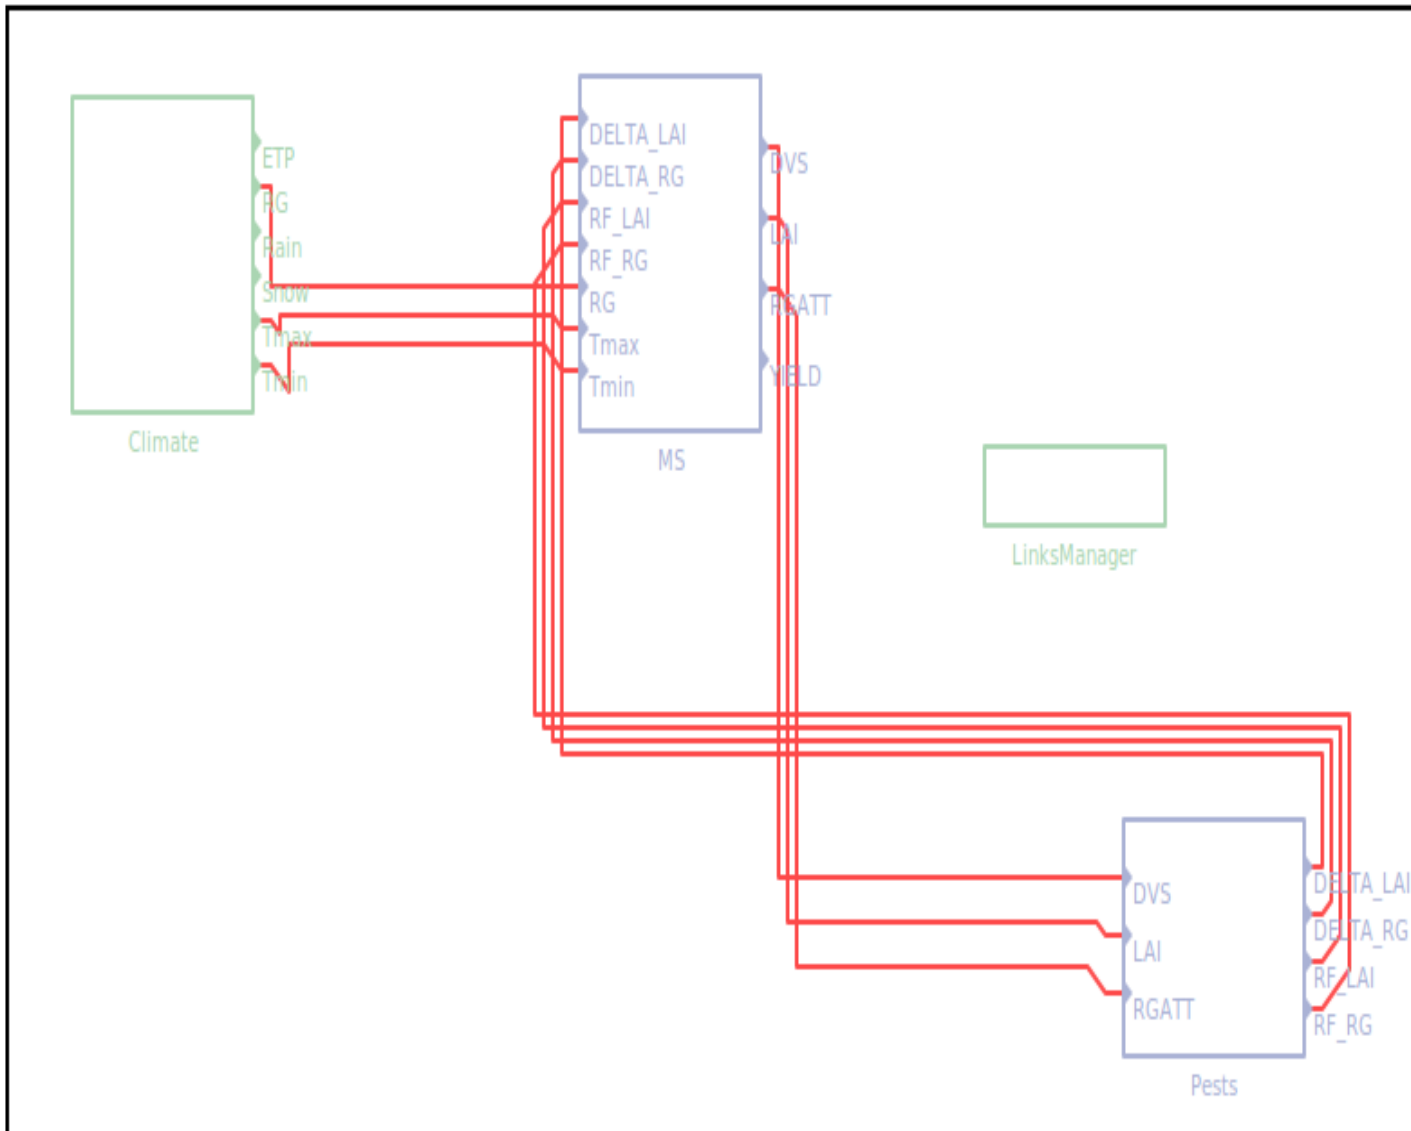 ETP
RG
Rain
Snow
Tmax
Tmin
Climate
DELTA_LAI
DELTA_RG
RF_LAI
RF_RG
RG
Tmax
Tmin
DVS
LAI
RGATT
YIELD
MS
LinksManager
DVS
LAI
RGATT
DELTA_LAI
DELTA_RG
RF_LAI
RF_RG
Pests